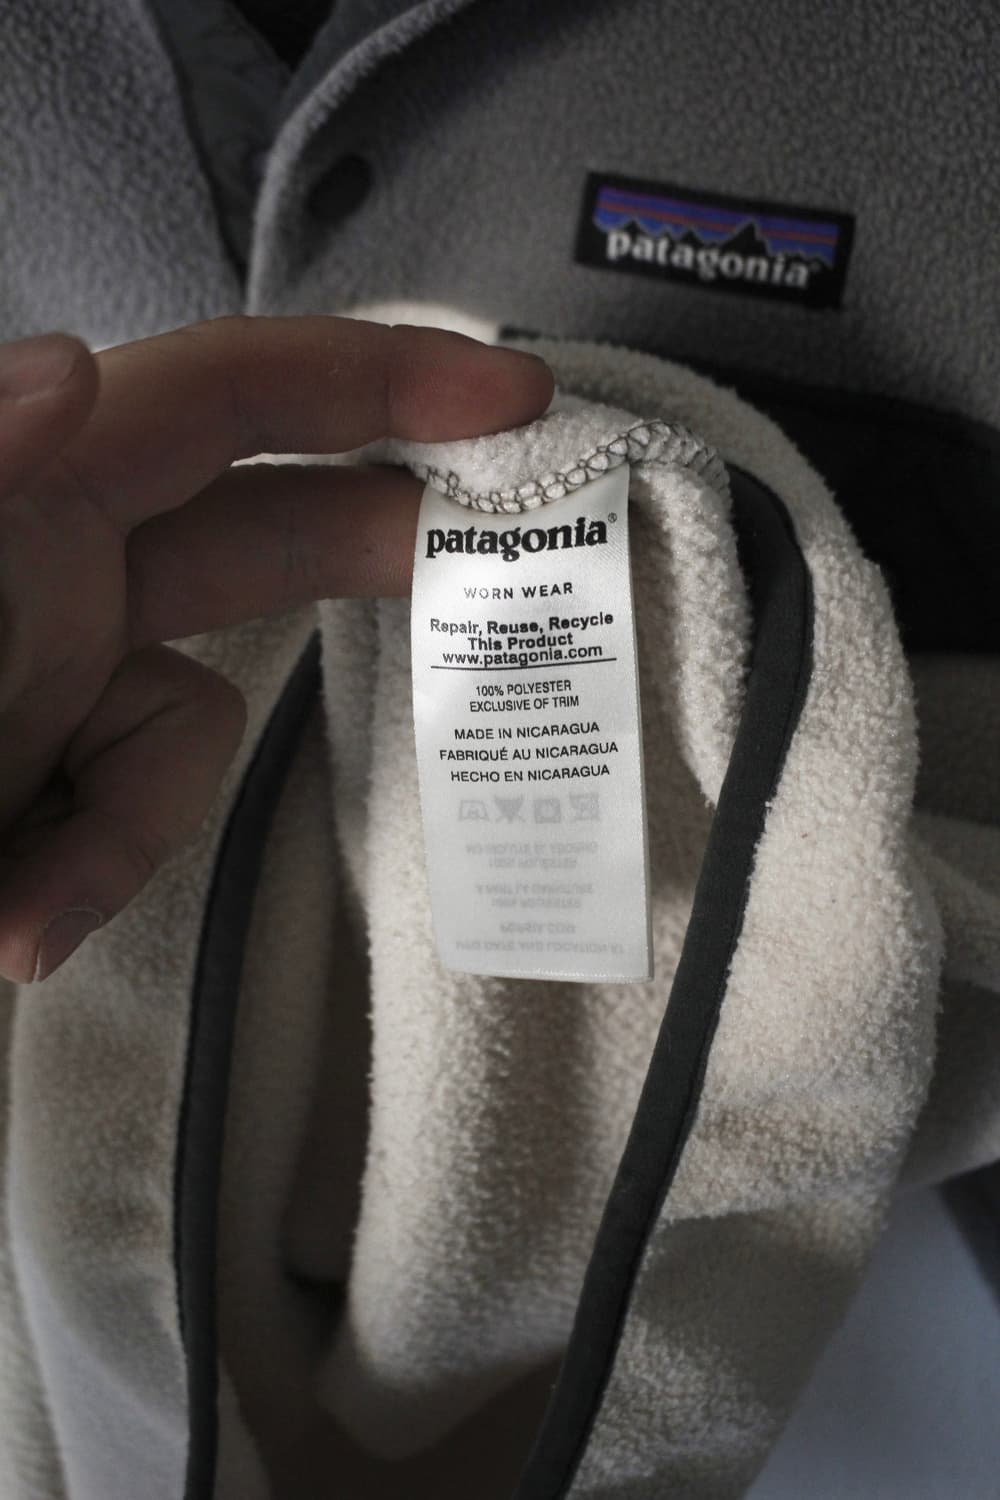 patagonia®
patagonia®
WORN WEAR
Repair, Reuse, Recycle
This Product
www.patagonia.com
100% POLYESTER
EXCLUSIVE OF TRIM
MADE IN NICARAGUA
FABRIQUÉ AU NICARAGUA
HECHO EN NICARAGUA